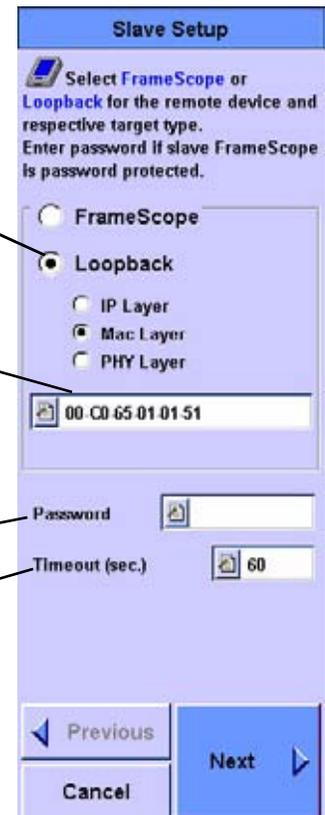 Slave Setup
Select FrameScope or
Loopback for the remote device and
respective target type.
Enter password if slave FrameScope
is password protected.
FrameScope
Loopback
IP Layer
Mac Layer
PHY Layer
00-C0-65-01-01-51
Password
Timeout (sec.)
60
Previous
Next
Cancel